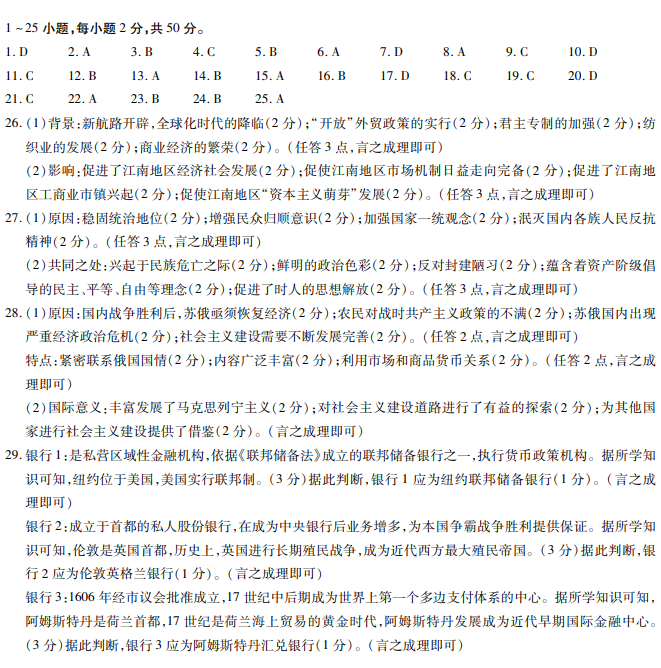 1～25 小题,每小题 2 分,共 50 分。
1. D 2. A 3. B 4. C 5. B 6. A 7. D 8. A 9. C 10. D
11. C 12. B 13. A 14. B 15. A 16. B 17. D 18. C 19. C 20. D
21. C 22. A 23. B 24. B 25. A
26. (1)背景:新航路开辟,全球化时代的降临(2 分);“开放”外贸政策的实行(2 分);君主专制的加强(2 分);纺
织业的发展(2 分);商业经济的繁荣(2 分)。(任答 3 点,言之成理即可)
(2)影响:促进了江南地区经济社会发展(2 分);促使江南地区市场机制日益走向完备(2 分);促进了江南地
区工商业市镇兴起(2 分);促使江南地区“资本主义萌芽”发展(2 分)。(任答 3 点,言之成理即可)
27. (1)原因:稳固统治地位(2 分);增强民众归顺意识(2 分);加强国家一统观念(2 分);泯灭国内各族人民反抗
精神(2 分)。(任答 3 点,言之成理即可)
(2)共同之处:兴起于民族危亡之际(2 分);鲜明的政治色彩(2 分);反对封建陋习(2 分);蕴含着资产阶级倡
导的民主、平等、自由等理念(2 分);促进了时人的思想解放(2 分)。(任答 3 点,言之成理即可)
28. (1)原因:国内战争胜利后,苏俄亟须恢复经济(2 分);农民对战时共产主义政策的不满(2 分);苏俄国内出现
严重经济政治危机(2 分);社会主义建设需要不断发展完善(2 分)。(任答 2 点,言之成理即可)
特点:紧密联系俄国国情(2 分);内容广泛丰富(2 分);利用市场和商品货币关系(2 分)。(任答 2 点,言之成
理即可)
(2)国际意义:丰富发展了马克思列宁主义(2 分);对社会主义建设道路进行了有益的探索(2 分);为其他国
家进行社会主义建设提供了借鉴(2 分)。(言之成理即可)
29. 银行 1:是私营区域性金融机构,依据《联邦储备法》成立的联邦储备银行之一,执行货币政策机构。据所学知
识可知,纽约位于美国,美国实行联邦制。(3 分)据此判断,银行 1 应为纽约联邦储备银行(1 分)。(言之成
理即可)
银行 2:成立于首都的私人股份银行,在成为中央银行后业务增多,为本国争霸战争胜利提供保证。据所学知
识可知,伦敦是英国首都,历史上,英国进行长期殖民战争,成为近代西方最大殖民帝国。(3 分)据此判断,银
行 2 应为伦敦英格兰银行(1 分)。(言之成理即可)
银行 3:1606 年经市议会批准成立,17 世纪中后期成为世界上第一个多边支付体系的中心。据所学知识可知,
阿姆斯特丹是荷兰首都,17 世纪是荷兰海上贸易的黄金时代,阿姆斯特丹发展成为近代早期国际金融中心。
(3 分)据此判断,银行 3 应为阿姆斯特丹汇兑银行(1 分)。(言之成理即可)